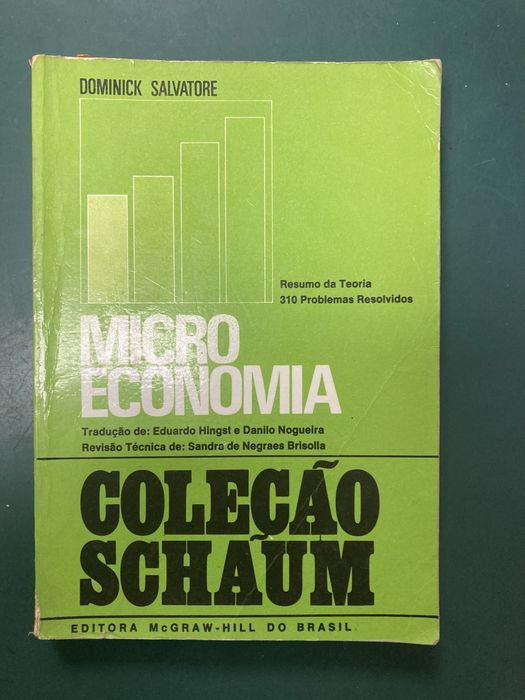 DOMINICK SALVATORE
Resumo da Teoria
310 Problemas Resolvidos
MICRO
ECONOMIA
Tradução de: Eduardo Hingst e Danilo Nogueira
Revisão Técnica de: Sandra de Negraes Brisolla
COLEÇÃO
SCHAUM
EDITORA McGRAW-HILL DO BRASIL